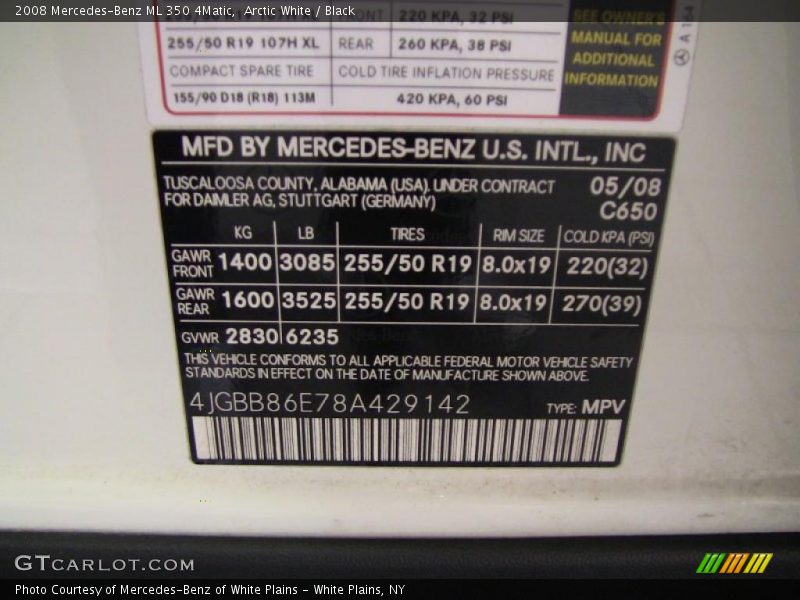 2008 Mercedes-Benz ML 350 4Matic, , Arctic White / Black
255/50 R19 107H XL FRONT 220 KPA, 32 PSI
255/50 R19 107H XL REAR 260 KPA, 38 PSI
COMPACT SPARE TIRE COLD TIRE INFLATION PRESSURE
155/90 D18 (R18) 113M 420 KPA, 60 PSI
SEE OWNER'S
MANUAL FOR
ADDITIONAL
INFORMATION
A 164
MFD BY MERCEDES-BENZ U.S. INTL., INC
TUSCALOOSA COUNTY, ALABAMA (USA), UNDER CONTRACT 05/08
FOR DAIMLER AG, STUTTGART (GERMANY) C650
KG LB TIRES RIM SIZE COLD KPA (PSI)
GAWR FRONT 1400 3085 255/50 R19 8.0x19 220(32)
GAWR REAR 1600 3525 255/50 R19 8.0x19 270(39)
GVWR 2830 6235
THIS VEHICLE CONFORMS TO ALL APPLICABLE FEDERAL MOTOR VEHICLE SAFETY
STANDARDS IN EFFECT ON THE DATE OF MANUFACTURE SHOWN ABOVE.
4JGBB86E78A429142 TYPE: MPV
GTCARLOT.COM
Photo Courtesy of Mercedes-Benz of White Plains - White Plains, NY